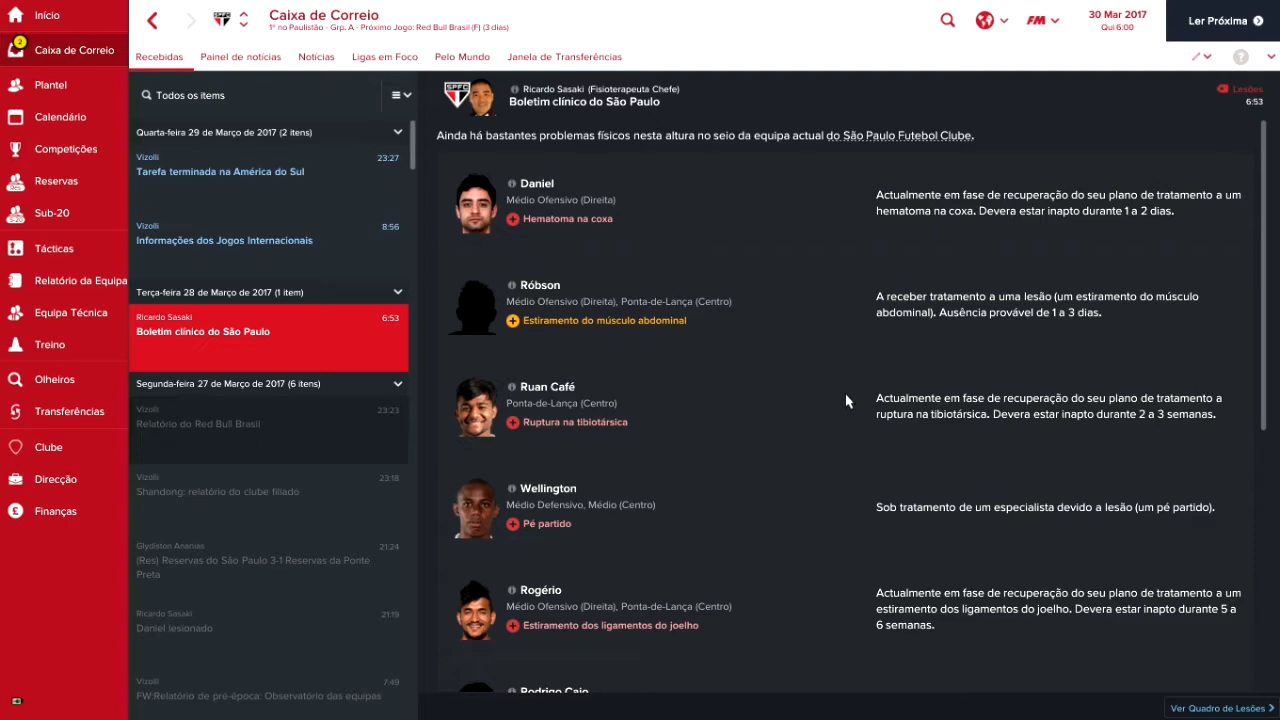 Início
2
Caixa de Correio
Plantel
Calendário
Competições
Reservas
Sub-20
Tácticas
Relatório da Equipa
Equipa Técnica
Treino
Olheiros
Transferências
Clube
Direcção
Finanças
SPFC
Caixa de Correio
1º no Paulistão - Grp. A - Próximo Jogo: Red Bull Brasil (F) (3 dias)
FM
30 Mar 2017
Qui 6:00
Ler Próxima
Recebidas
Painel de notícias
Notícias
Ligas em Foco
Pelo Mundo
Janela de Transferências
?
Todos os itens
Quarta-feira 29 de Março de 2017 (2 itens)
Vizolli 23:27
Tarefa terminada na América do Sul
Vizolli 8:56
Informações dos Jogos Internacionais
Terça-feira 28 de Março de 2017 (1 item)
Ricardo Sasaki 6:53
Boletim clínico do São Paulo
Segunda-feira 27 de Março de 2017 (6 itens)
Vizolli 23:23
Relatório do Red Bull Brasil
Vizolli 23:18
Shandong: relatório do clube filiado
Glydiston Ananias 21:24
(Res) Reservas do São Paulo 3-1 Reservas da Ponte
Preta
Ricardo Sasaki 21:19
Daniel lesionado
Vizolli 7:49
FW:Relatório de pré-época: Observatório das equipas
SPFC
Ricardo Sasaki (Fisioterapeuta Chefe)
Boletim clínico do São Paulo
Lesões
6:53
Ainda há bastantes problemas físicos nesta altura no seio da equipa actual do São Paulo Futebol Clube.
Daniel
Médio Ofensivo (Direita)
Hematoma na coxa
Actualmente em fase de recuperação do seu plano de tratamento a um
hematoma na coxa. Devera estar inapto durante 1 a 2 dias.
Róbson
Médio Ofensivo (Direita), Ponta-de-Lança (Centro)
Estiramento do músculo abdominal
A receber tratamento a uma lesão (um estiramento do músculo
abdominal). Ausência provável de 1 a 3 dias.
Ruan Café
Ponta-de-Lança (Centro)
Ruptura na tibiotársica
Actualmente em fase de recuperação do seu plano de tratamento a
ruptura na tibiotársica. Devera estar inapto durante 2 a 3 semanas.
Wellington
Médio Defensivo, Médio (Centro)
Pé partido
Sob tratamento de um especialista devido a lesão (um pé partido).
Rogério
Médio Ofensivo (Direita), Ponta-de-Lança (Centro)
Estiramento dos ligamentos do joelho
Actualmente em fase de recuperação do seu plano de tratamento a um
estiramento dos ligamentos do joelho. Devera estar inapto durante 5 a
6 semanas.
Rodrigo Caio
Ver Quadro de Lesões